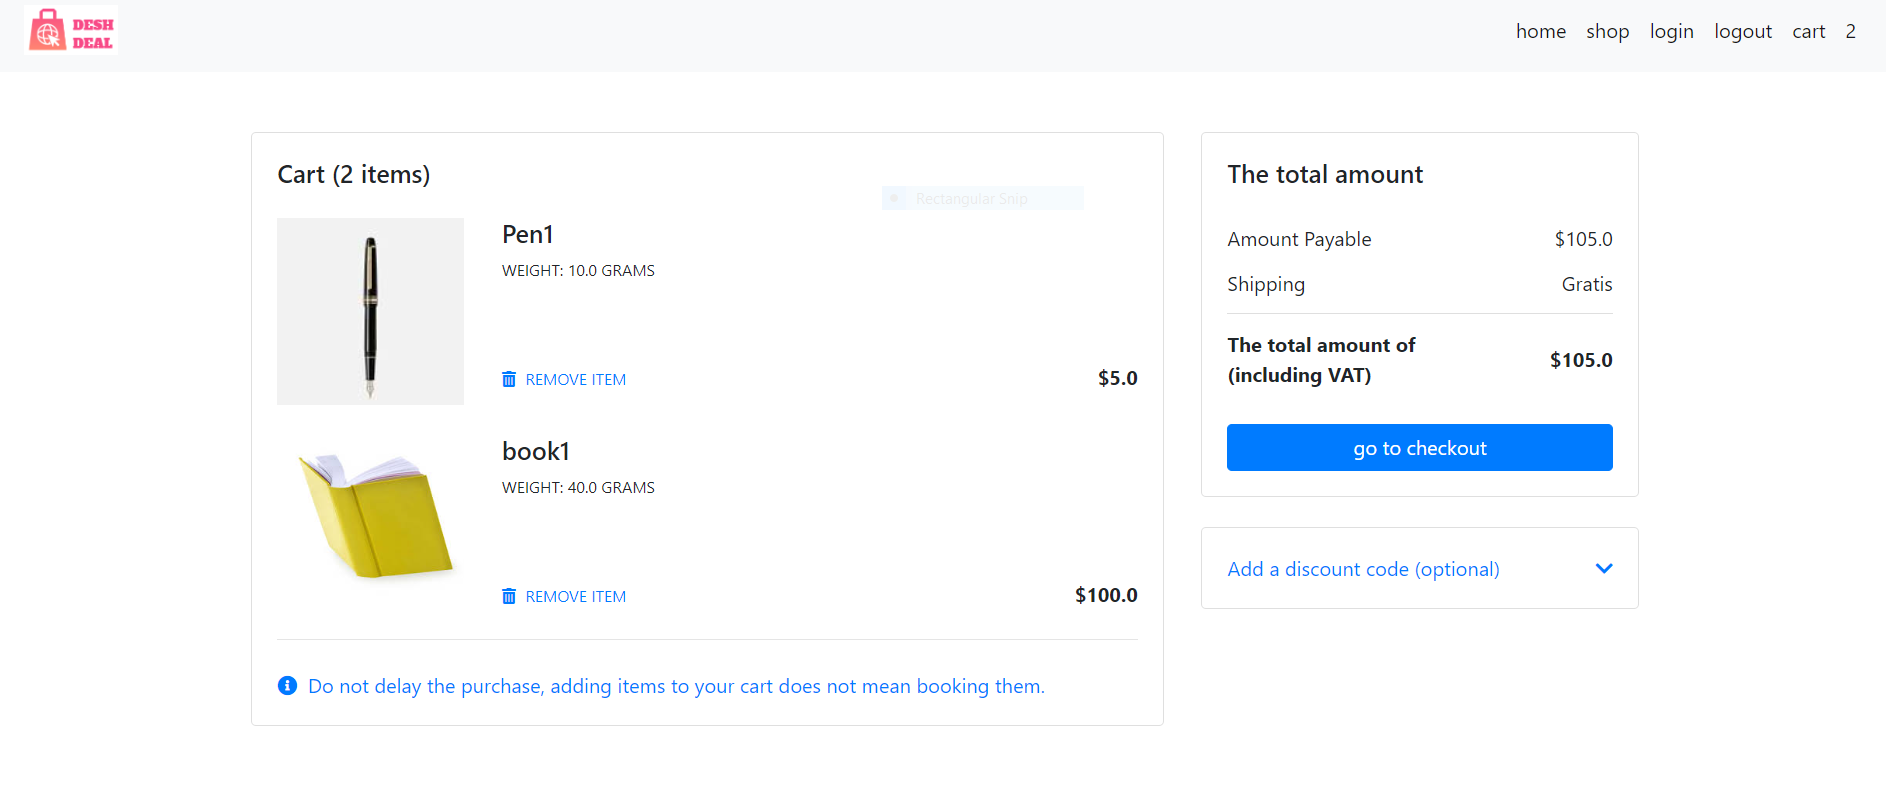 DESH
DEAL
home shop login logout cart 2
Cart (2 items)
Rectangular Snip
Pen1
WEIGHT: 10.0 GRAMS
REMOVE ITEM $5.0
book1
WEIGHT: 40.0 GRAMS
REMOVE ITEM $100.0
Do not delay the purchase, adding items to your cart does not mean booking them.
The total amount
Amount Payable $105.0
Shipping Gratis
The total amount of
(including VAT) $105.0
go to checkout
Add a discount code (optional)